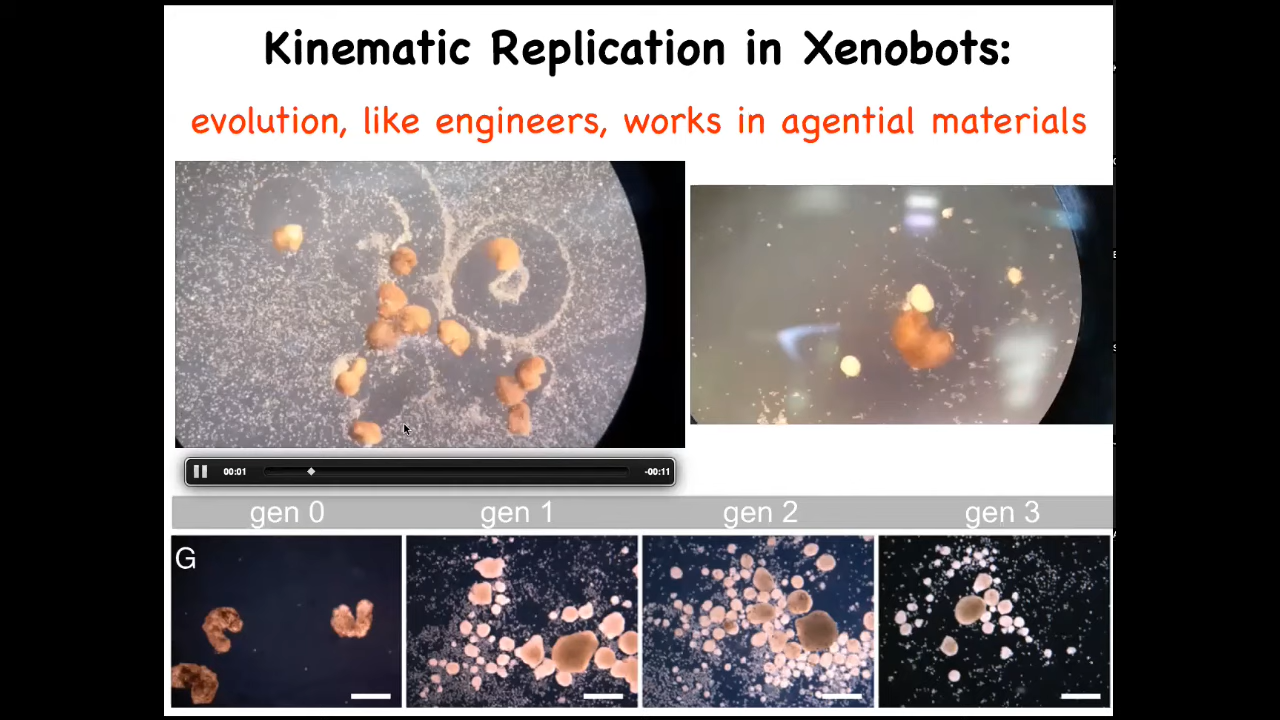 Kinematic Replication in Xenobots:
evolution, like engineers, works in agential materials
00:01
-00:11
gen 0
gen 1
gen 2
gen 3
G